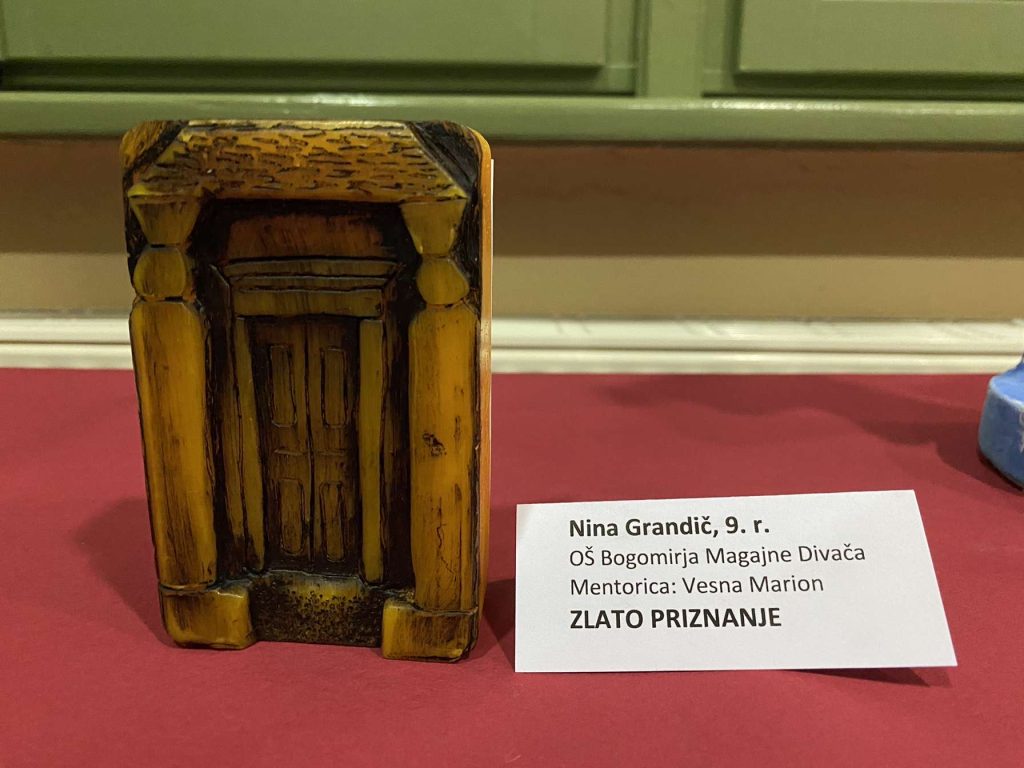 Nina Grandič, 9. r.
OŠ Bogomirja Magajne Divača
Mentorica: Vesna Marion
ZLATO PRIZNANJE